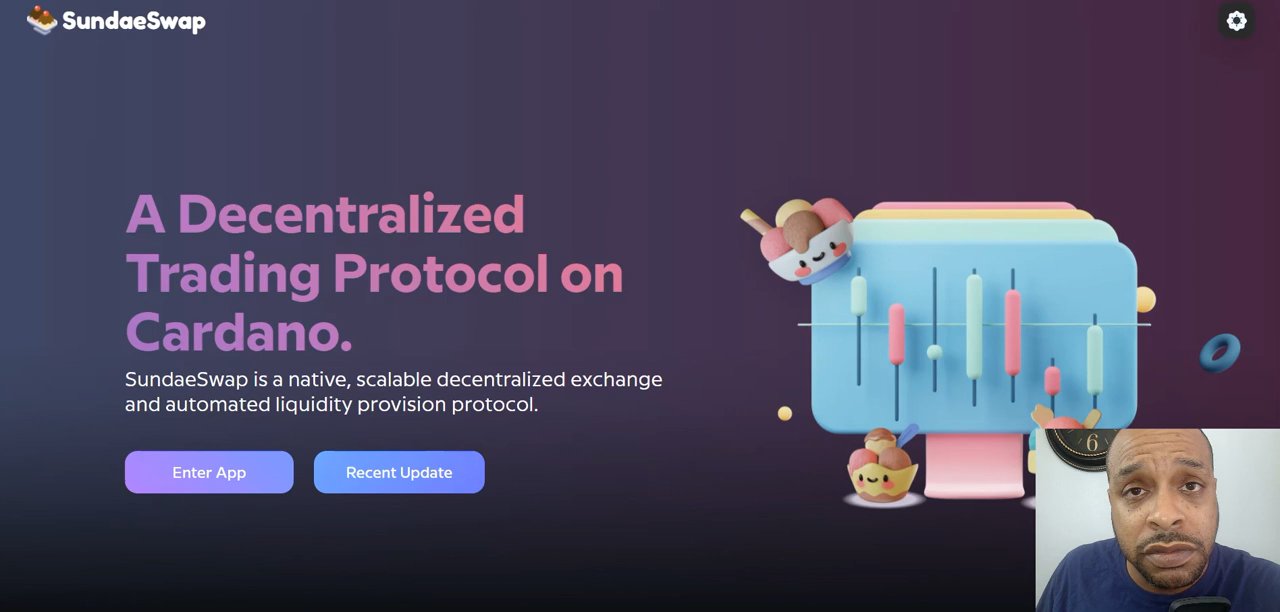 SundaeSwap
A Decentralized
Trading Protocol on
Cardano.
SundaeSwap is a native, scalable decentralized exchange
and automated liquidity provision protocol.
Enter App
Recent Update
6